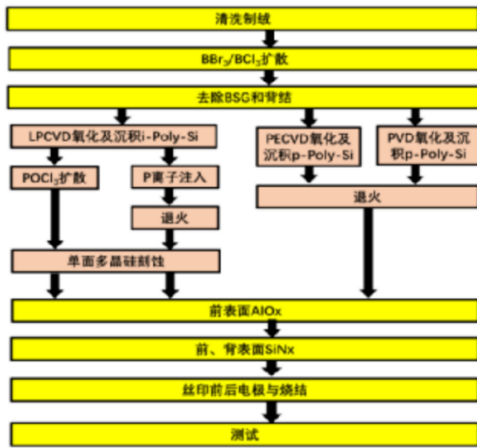 清洗制绒
BBr₃/BCl₃扩散
去除BSG和背结
LPCVD氧化及沉积i-Poly-Si
PECVD氧化及
沉积p-Poly-Si
PVD氧化及沉
积p-Poly-Si
POCl₃扩散
P离子注入
退火
退火
单面多晶硅刻蚀
前表面AlOx
前、背表面SiNx
丝印前后电极与烧结
测试